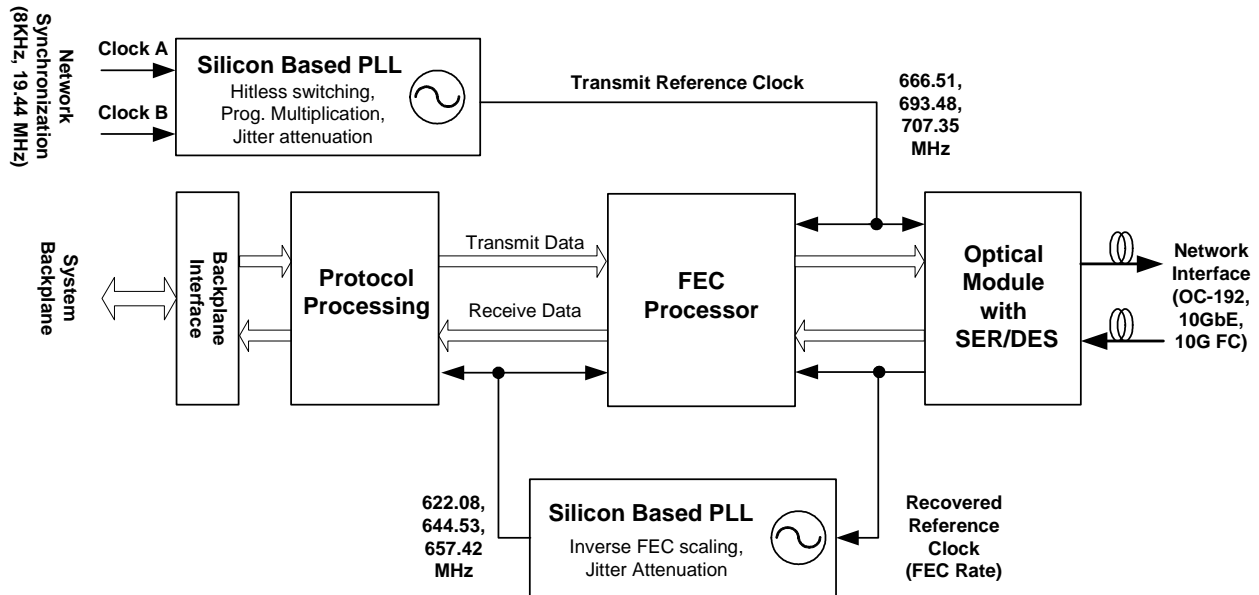 Network
Synchronization
(8KHz, 19.44 MHz)
Clock A
Clock B
Silicon Based PLL
Hitless switching,
Prog. Multiplication,
Jitter attenuation
Transmit Reference Clock
666.51,
693.48,
707.35
MHz
System
Backplane
Backplane
Interface
Protocol
Processing
Transmit Data
Receive Data
FEC
Processor
Optical
Module
with
SER/DES
Network
Interface
(OC-192,
10GbE,
10G FC)
622.08,
644.53,
657.42
MHz
Silicon Based PLL
Inverse FEC scaling,
Jitter Attenuation
Recovered
Reference
Clock
(FEC Rate)